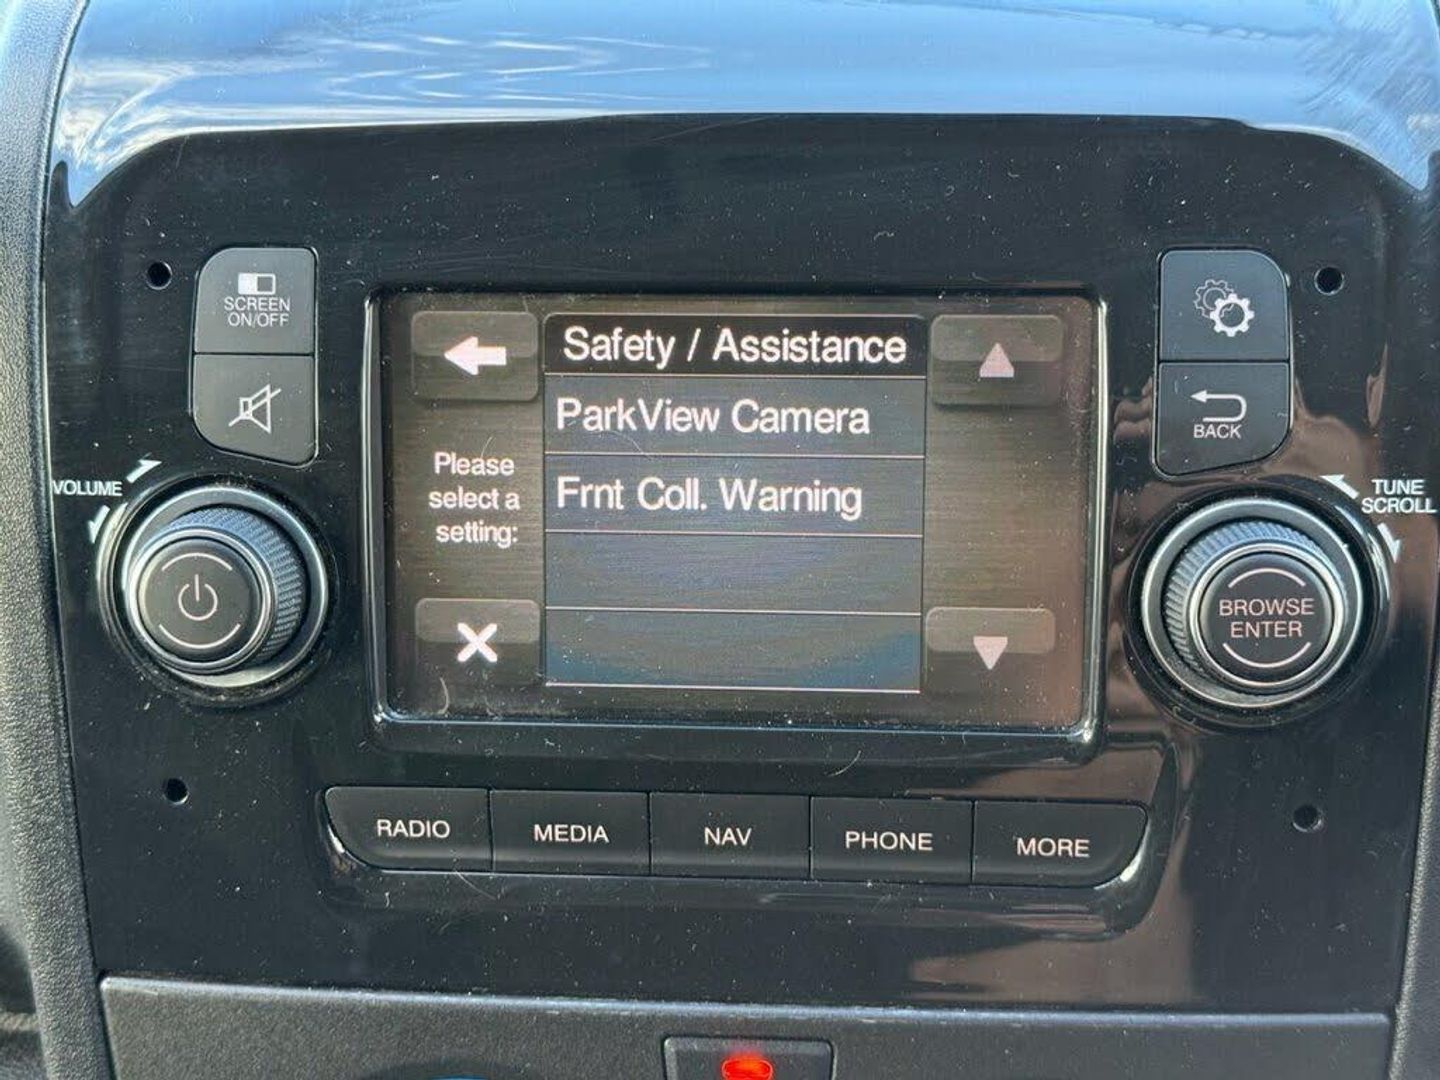 SCREEN
ON/OFF
VOLUME
Safety / Assistance
ParkView Camera
Frnt Coll. Warning
Please
select a
setting:
BACK
TUNE
SCROLL
BROWSE
ENTER
RADIO
MEDIA
NAV
PHONE
MORE